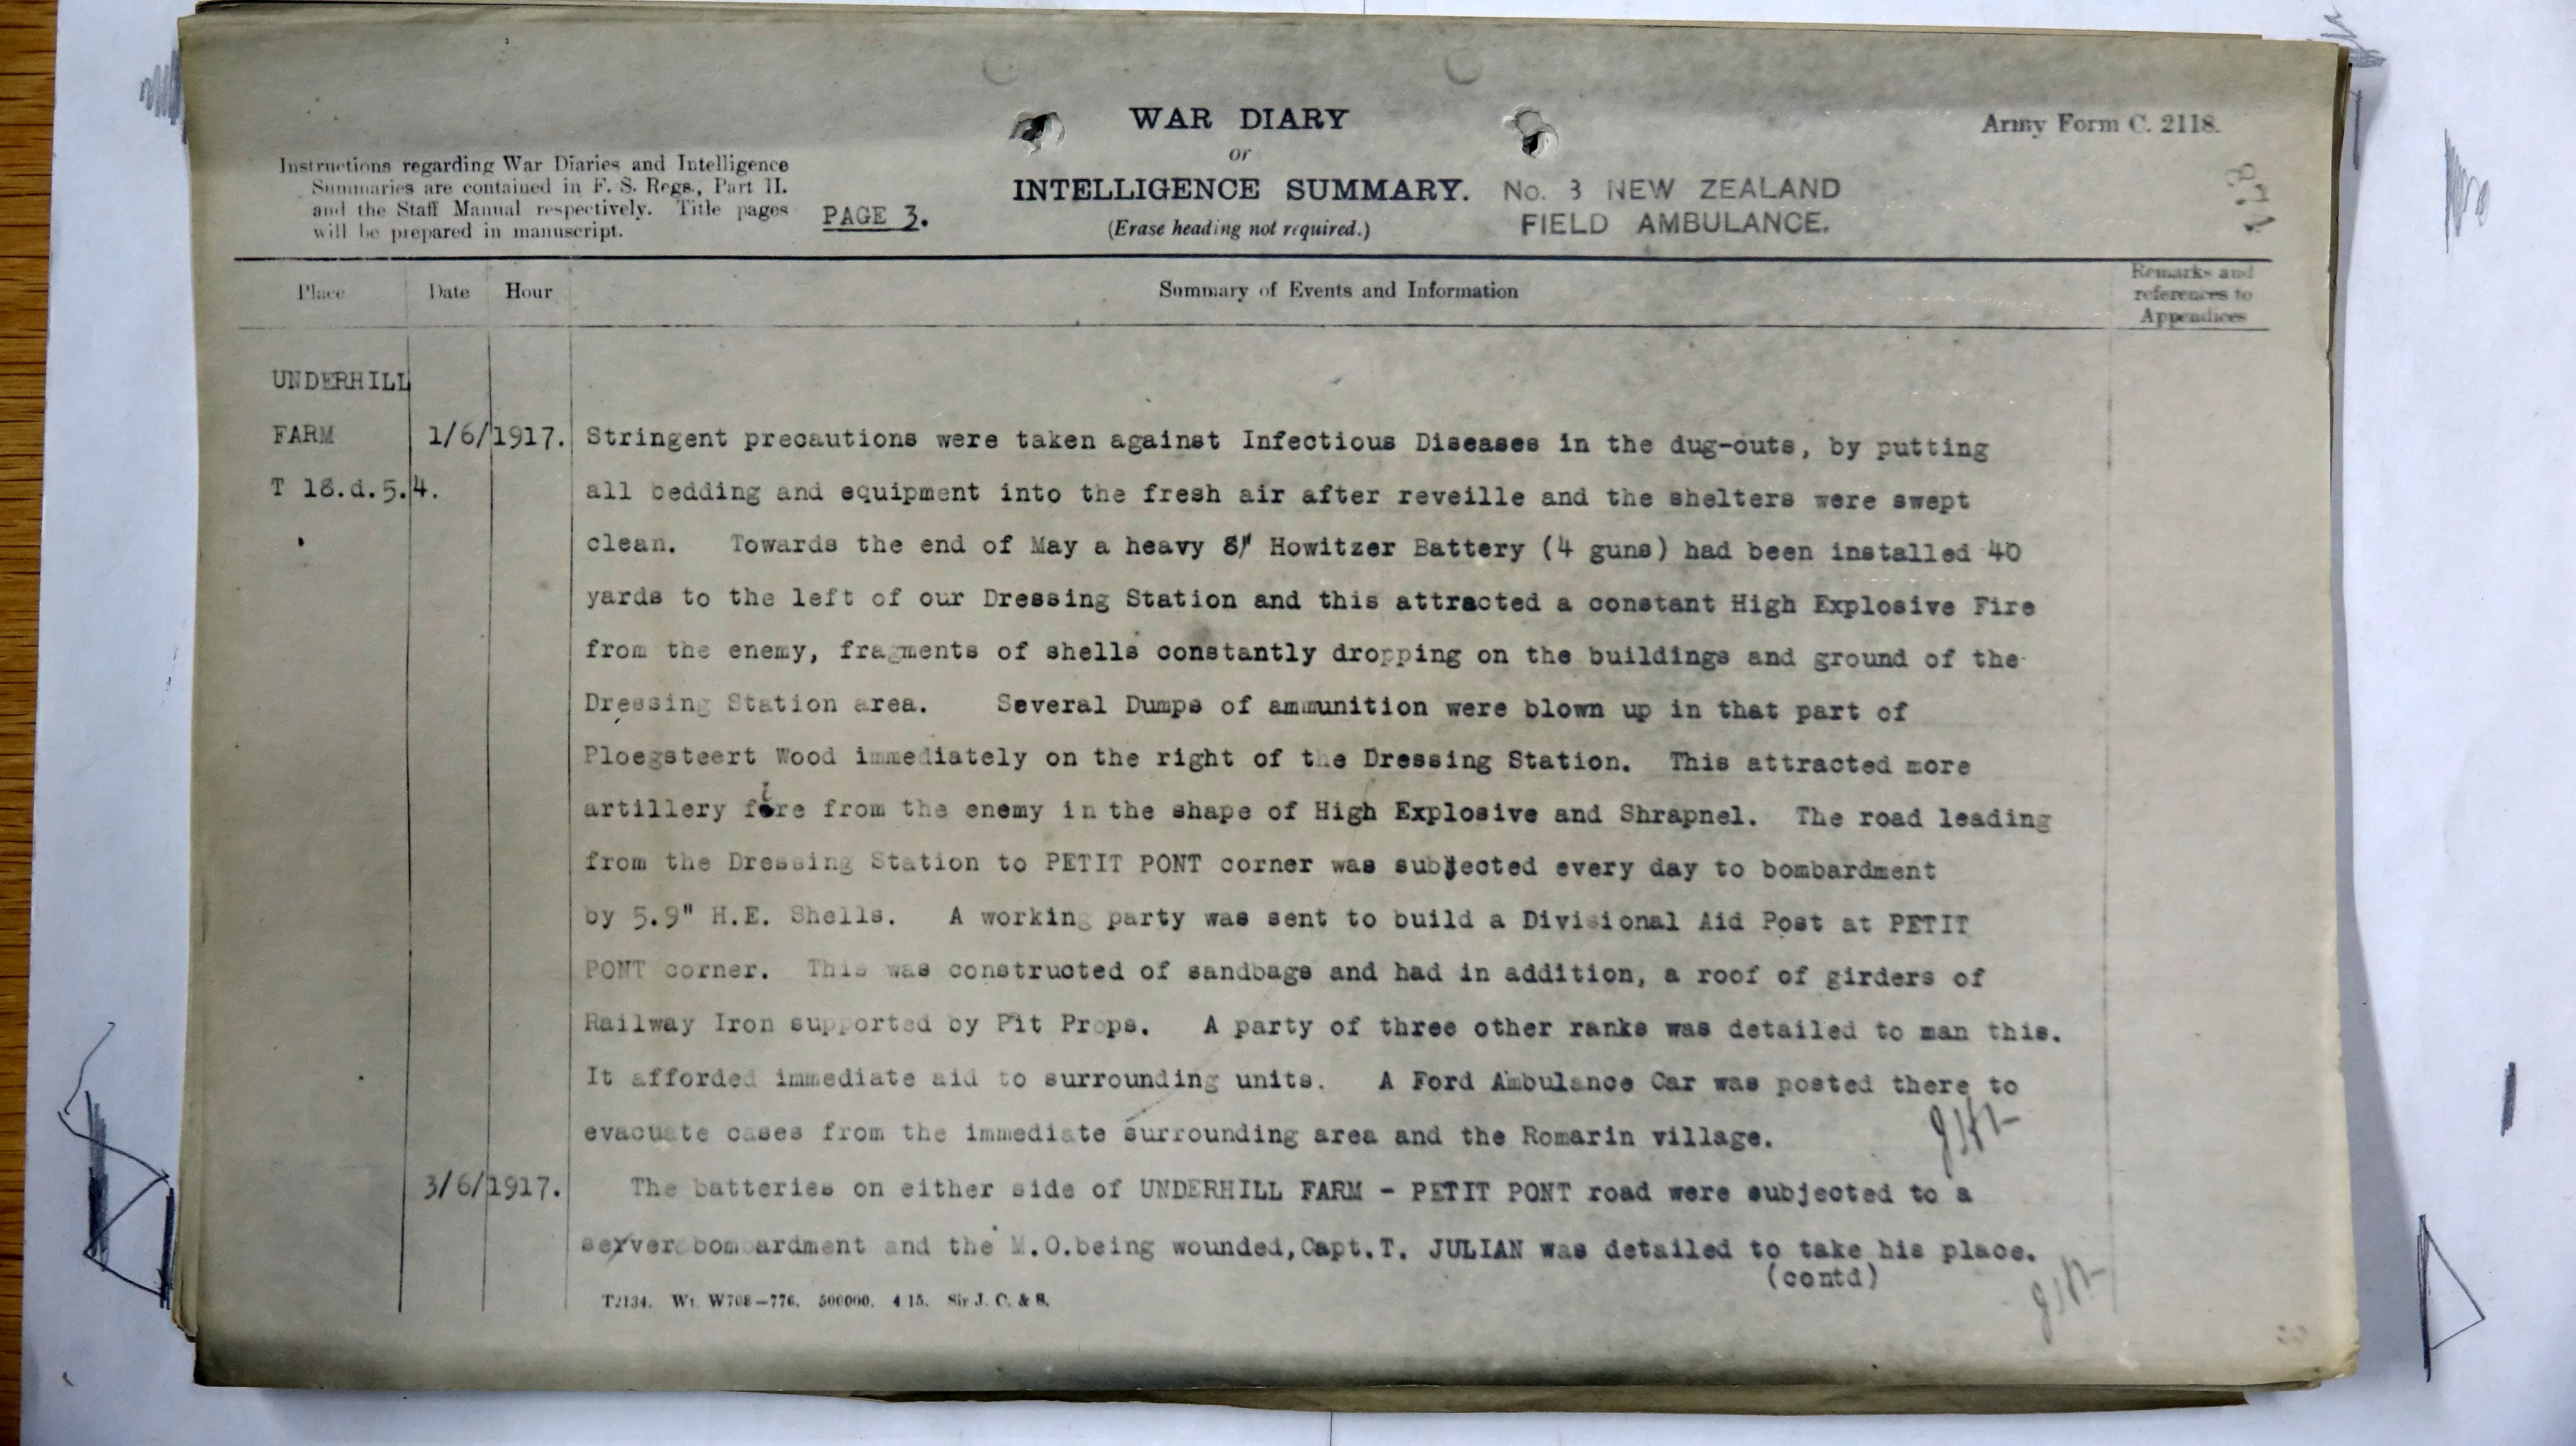 WAR DIARY
or
INTELLIGENCE SUMMARY.
(Erase heading not required.)
Army Form C. 2118.
Instructions regarding War Diaries and Intelligence
Summaries are contained in F. S. Regs., Part II.
and the Staff Manual respectively. Title pages
will be prepared in manuscript.
PAGE 3.
No. 3 NEW ZEALAND
FIELD AMBULANCE.
Place Date Hour Summary of Events and Information
Remarks and
references to
Appendices
UNDERHILL
FARM 1/6/1917. Stringent precautions were taken against Infectious Diseases in the dug-outs, by putting
T 18.d.5.4. all bedding and equipment into the fresh air after reveille and the shelters were swept
clean. Towards the end of May a heavy 8" Howitzer Battery (4 guns) had been installed 40
yards to the left of our Dressing Station and this attracted a constant High Explosive Fire
from the enemy, fragments of shells constantly dropping on the buildings and ground of the
Dressing Station area. Several Dumps of ammunition were blown up in that part of
Ploegsteert Wood immediately on the right of the Dressing Station. This attracted more
artillery fire from the enemy in the shape of High Explosive and Shrapnel. The road leading
from the Dressing Station to PETIT PONT corner was subjected every day to bombardment
by 5.9" H.E. Shells. A working party was sent to build a Divisional Aid Post at PETIT
PONT corner. This was constructed of sandbags and had in addition, a roof of girders of
Railway Iron supported by Pit Props. A party of three other ranks was detailed to man this.
It afforded immediate aid to surrounding units. A Ford Ambulance Car was posted there to
evacuate cases from the immediate surrounding area and the Romarin village.
3/6/1917. The batteries on either side of UNDERHILL FARM - PETIT PONT road were subjected to a
server bombardment and the M.O.being wounded,Capt.T. JULIAN was detailed to take his place.
(contd)
T2134. Wt. W708—776. 500000. 4 15. Sir J. C. & S.